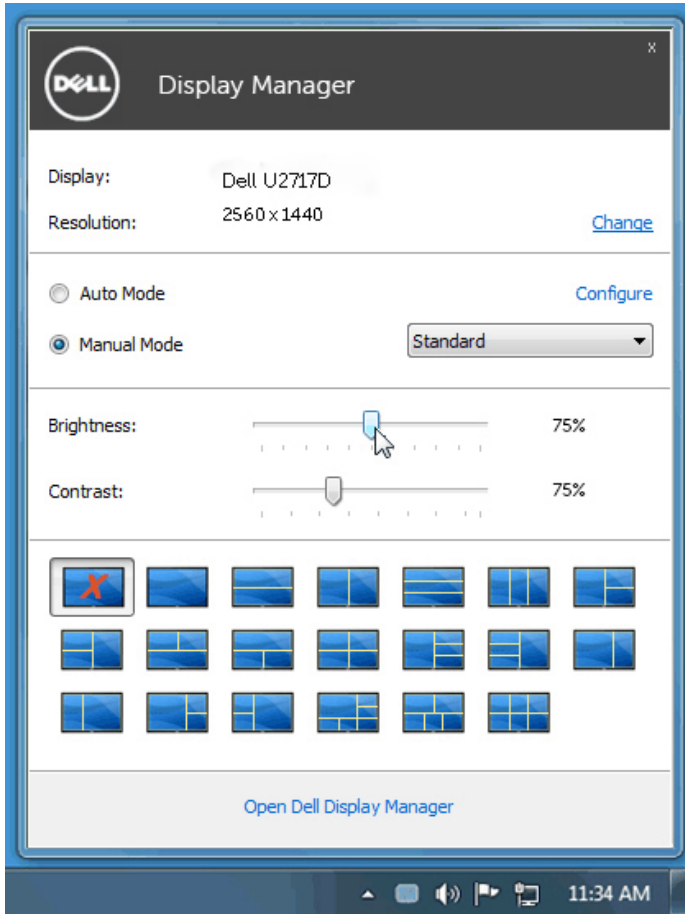 x
DELL
Display Manager
Display: Dell U2717D
Resolution: 2560 x 1440 Change
Auto Mode Configure
Manual Mode Standard
Brightness: 75%
Contrast: 75%
X
Open Dell Display Manager
11:34 AM